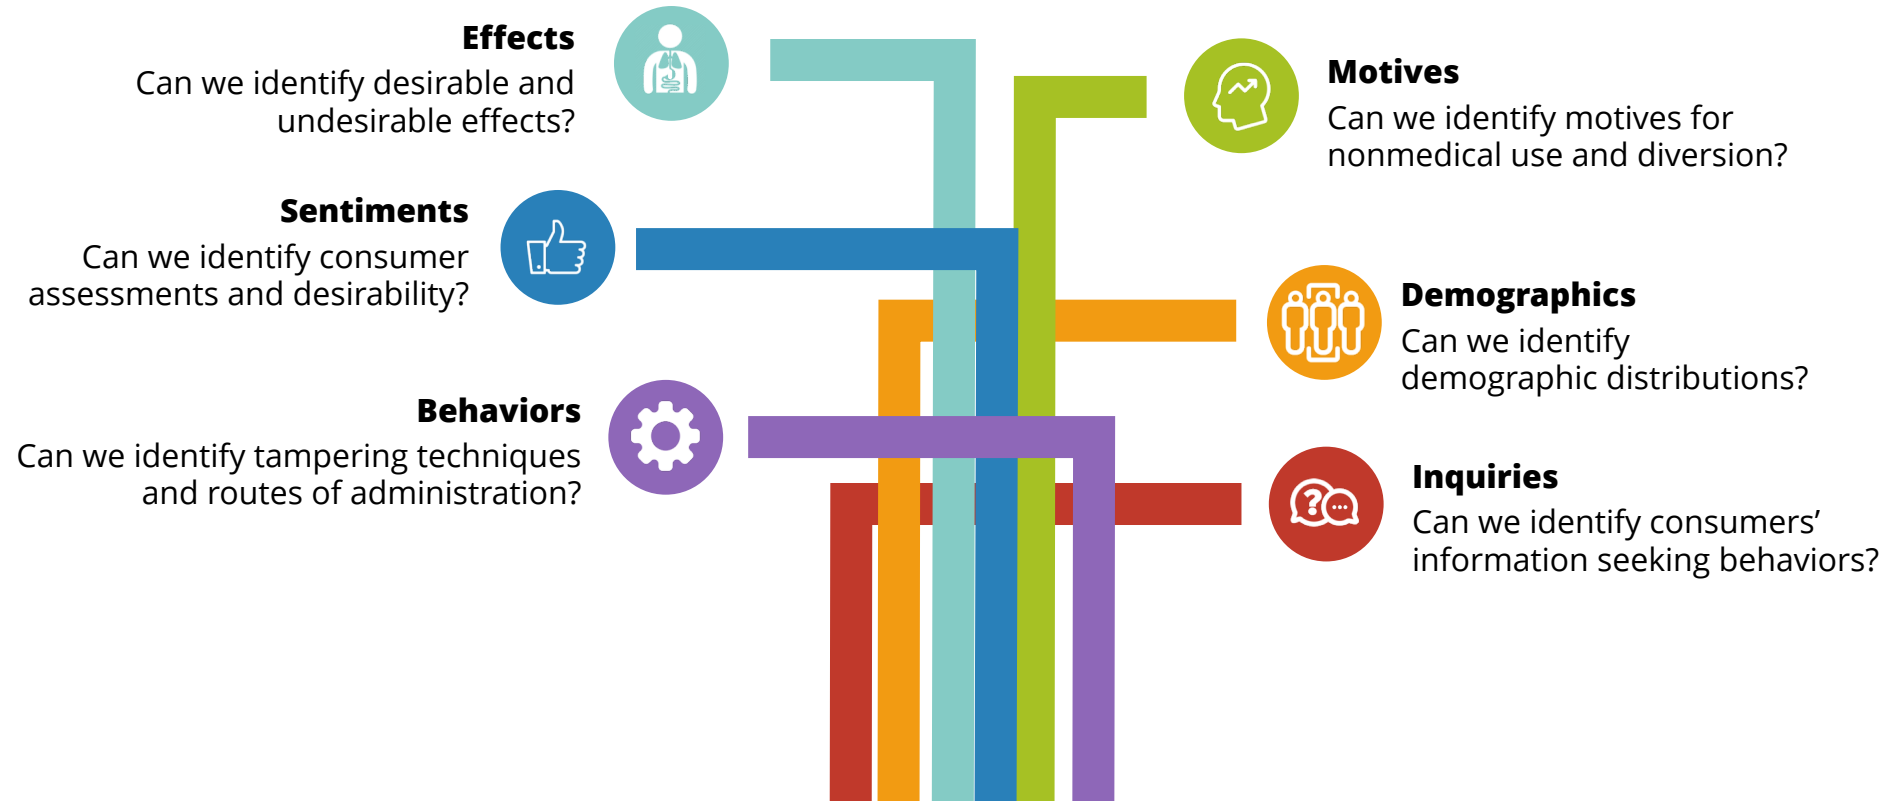 Effects
Can we identify desirable and
undesirable effects?
Sentiments
Can we identify consumer
assessments and desirability?
Behaviors
Can we identify tampering techniques
and routes of administration?
Motives
Can we identify motives for
nonmedical use and diversion?
Demographics
Can we identify
demographic distributions?
Inquiries
Can we identify consumers’
information seeking behaviors?
?